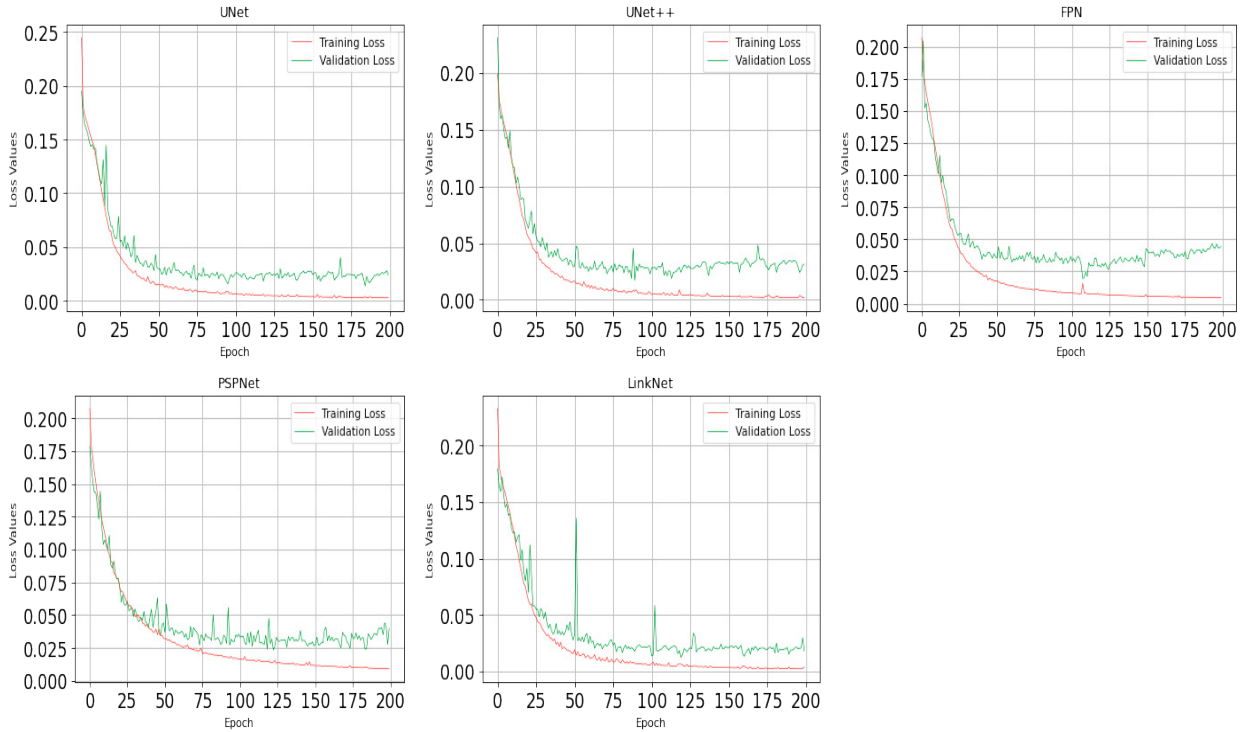 UNet
Loss Values
0.25
0.20
0.15
0.10
0.05
0.00
Training Loss
Validation Loss
0 25 50 75 100 125 150 175 200
Epoch
UNet++
Loss Values
0.20
0.15
0.10
0.05
0.00
Training Loss
Validation Loss
0 25 50 75 100 125 150 175 200
Epoch
FPN
Loss Values
0.200
0.175
0.150
0.125
0.100
0.075
0.050
0.025
0.000
Training Loss
Validation Loss
0 25 50 75 100 125 150 175 200
Epoch
PSPNet
Loss Values
0.200
0.175
0.150
0.125
0.100
0.075
0.050
0.025
0.000
Training Loss
Validation Loss
0 25 50 75 100 125 150 175 200
Epoch
LinkNet
Loss Values
0.20
0.15
0.10
0.05
0.00
Training Loss
Validation Loss
0 25 50 75 100 125 150 175 200
Epoch